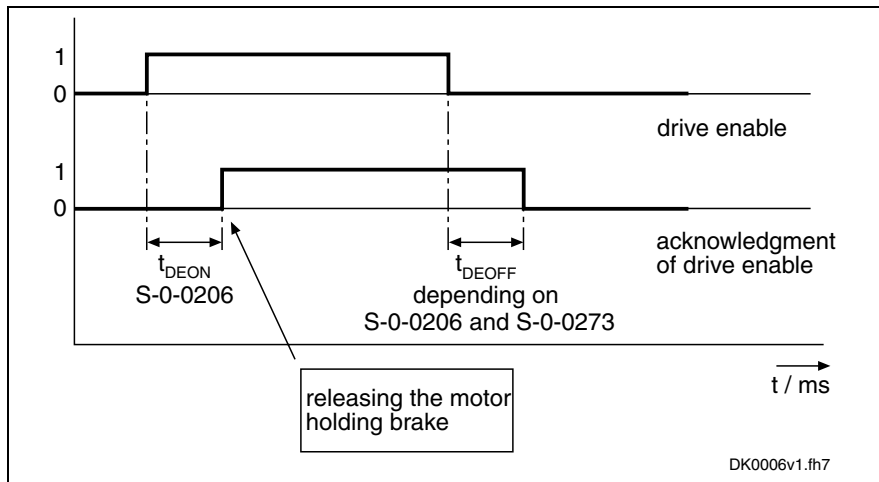 1
0
drive enable
1
0
acknowledgment
of drive enable
tDEON
S-0-0206
tDEOFF
depending on
S-0-0206 and S-0-0273
t / ms
releasing the motor
holding brake
DK0006v1.fh7